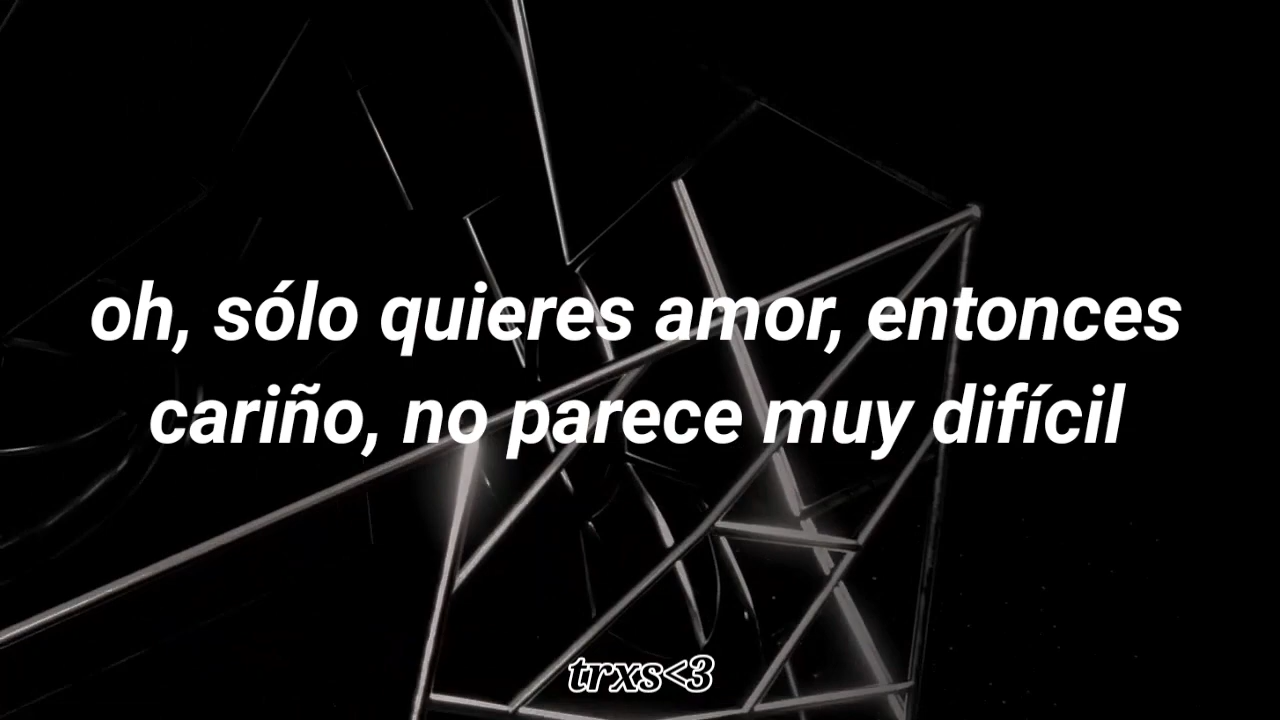 oh, sólo quieres amor, entonces
cariño, no parece muy difícil
trxs<3